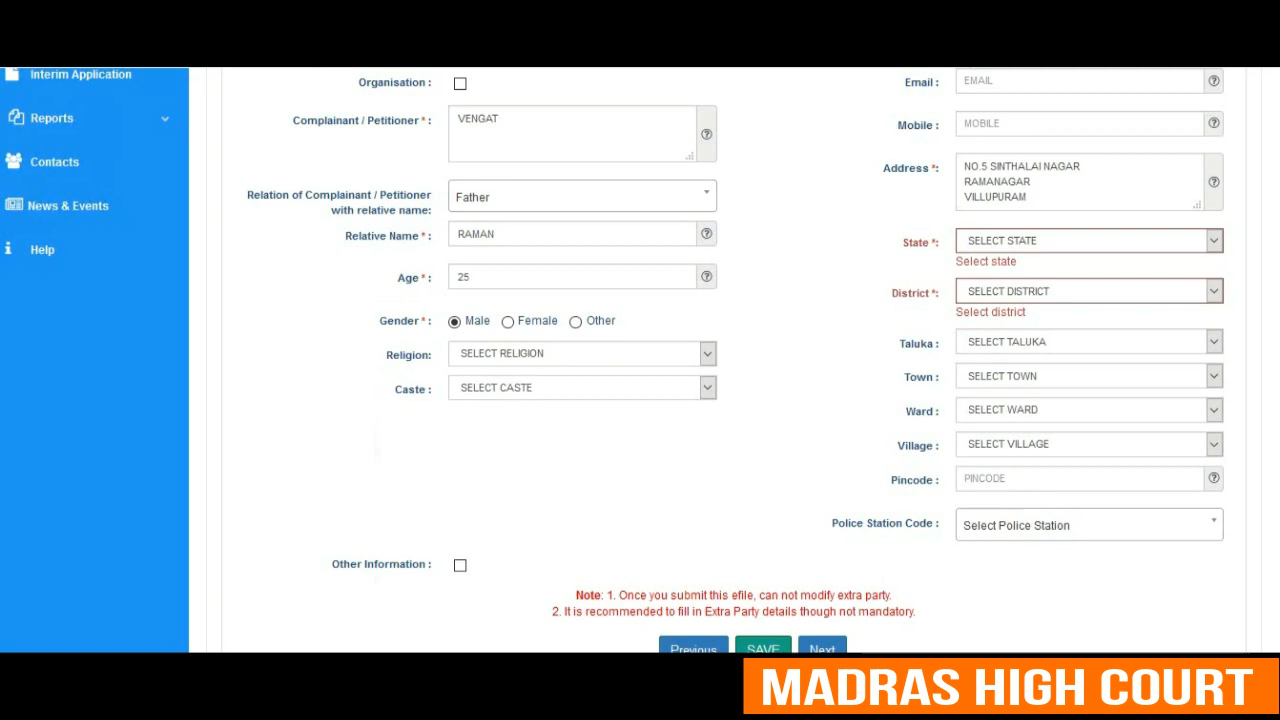 Interim Application
Reports
Contacts
News & Events
Help
Organisation :
Complainant / Petitioner * :
VENGAT
Relation of Complainant / Petitioner
with relative name:
Father
Relative Name * :
RAMAN
Age * :
25
Gender * :
Male
Female
Other
Religion:
SELECT RELIGION
Caste :
SELECT CASTE
Email :
EMAIL
Mobile :
MOBILE
Address *:
NO.5 SINTHALAI NAGAR
RAMANAGAR
VILLUPURAM
State *:
SELECT STATE
Select state
District *:
SELECT DISTRICT
Select district
Taluka :
SELECT TALUKA
Town :
SELECT TOWN
Ward :
SELECT WARD
Village :
SELECT VILLAGE
Pincode :
PINCODE
Police Station Code :
Select Police Station
Other Information :
Note: 1. Once you submit this efile, can not modify extra party.
2. It is recommended to fill in Extra Party details though not mandatory.
Previous
SAVE
Next
MADRAS HIGH COURT